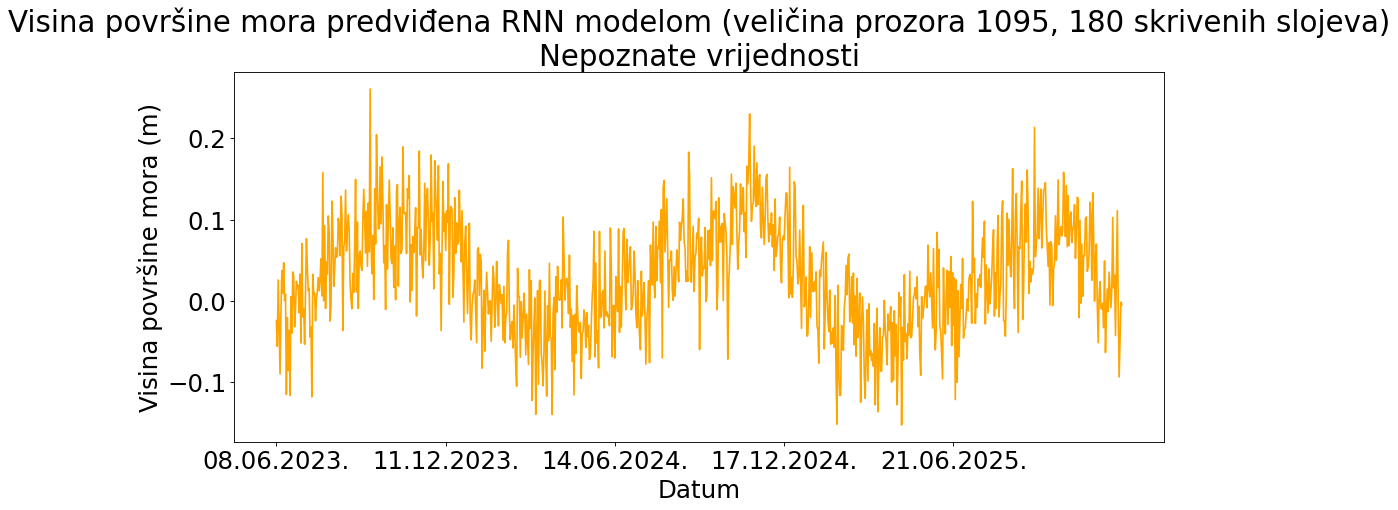 Visina površine mora predviđena RNN modelom (veličina prozora 1095, 180 skrivenih slojeva)
Nepoznate vrijednosti
Visina površine mora (m)
0.2
0.1
0.0
−0.1
08.06.2023. 11.12.2023. 14.06.2024. 17.12.2024. 21.06.2025.
Datum